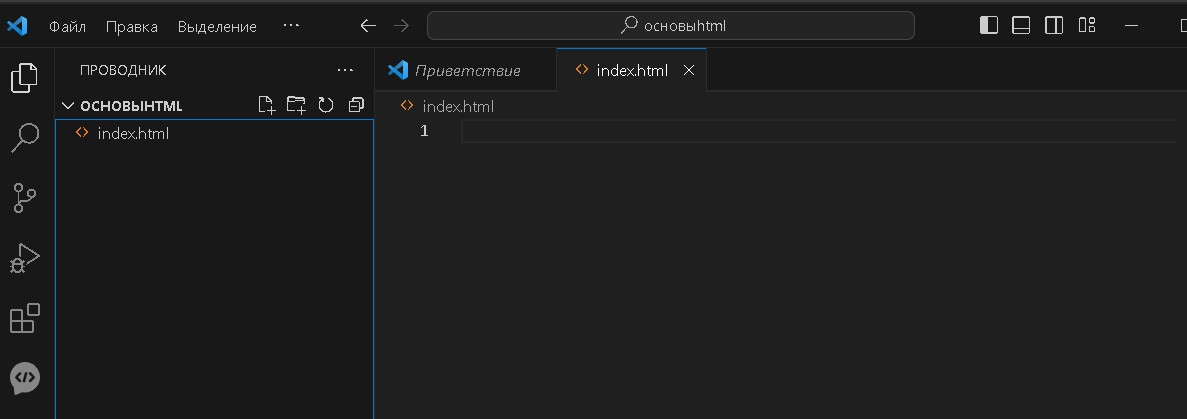 Файл Правка Выделение ··· основыhtml
ПРОВОДНИК ··· Приветствие index.html
ОСНОВЫHTML index.html
index.html 1